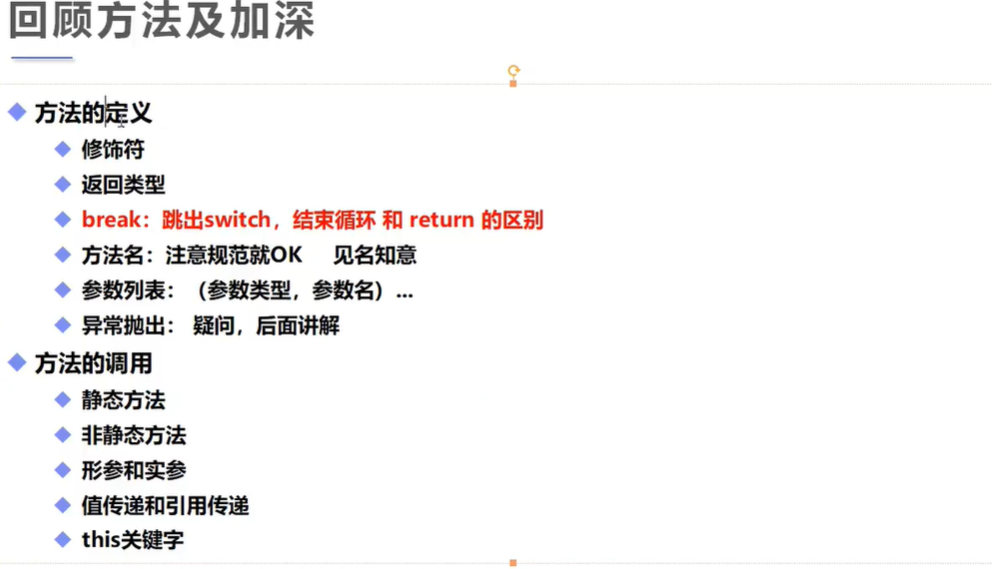 回顾方法及加深
方法的定义
修饰符
返回类型
break：跳出switch，结束循环 和 return 的区别
方法名：注意规范就OK 见名知意
参数列表：（参数类型，参数名）...
异常抛出： 疑问，后面讲解
方法的调用
静态方法
非静态方法
形参和实参
值传递和引用传递
this关键字